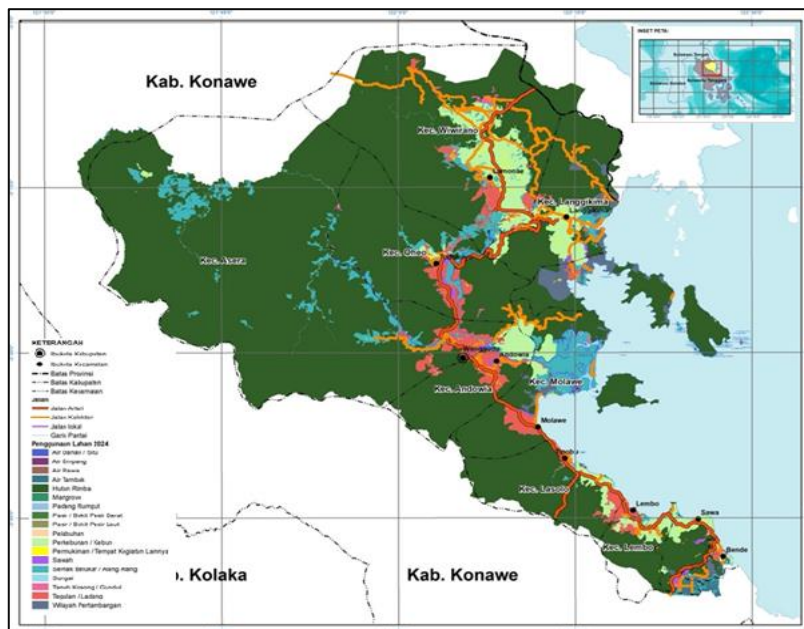 INSET PETA:
Kab. Konawe
Kec. Wiwirano
Lamonae
Kec. Langgikima
Kec. Oheo
Kec. Asera
KETERANGAN
Ibukota Kabupaten
Ibukota Kecamatan
Batas Provinsi
Batas Kabupaten
Batas Kecamatan
Jalan
Jalan Arteri
Jalan Kolektor
Jalan lokal
Garis Pantai
Penggunaan Lahan 2024
Air Danau / Situ
Air Empang
Air Rawa
Air Tambak
Hutan Rimba
Mangrove
Padang Rumput
Pasir / Bukit Pasir Darat
Pasir / Bukit Pasir Laut
Pelabuhan
Perkebunan / Kebun
Permukiman / Tempat Kegiatan Lannya
Sawah
Semak Belukar / Alang Alang
Sungai
Tanah Kosong / Gundul
Tegalan / Ladang
Wilayah Pertambangan
Andowia
Kec. Andowia
Kec. Molawe
Molawe
Kec. Lasolo
Lembo
Sawa
Kec. Lembo
Bende
Kolaka
Kab. Konawe